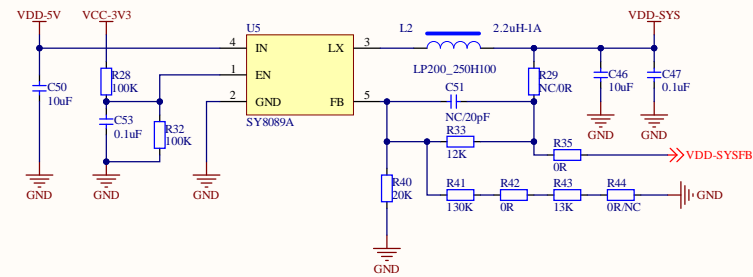 VDD-5V
VCC-3V3
U5
L2
2.2uH-1A
VDD-SYS
4
IN
LX
3
R28
100K
1
EN
LP200_250H100
R29
NC/0R
C46
10uF
C47
0.1uF
C50
10uF
C51
2
GND
FB
5
NC/20pF
C53
0.1uF
R32
100K
SY8089A
GND
GND
R33
12K
R35
0R
VDD-SYSFB
GND
GND
GND
R40
20K
R41
130K
R42
0R
R43
13K
R44
0R/NC
GND
GND